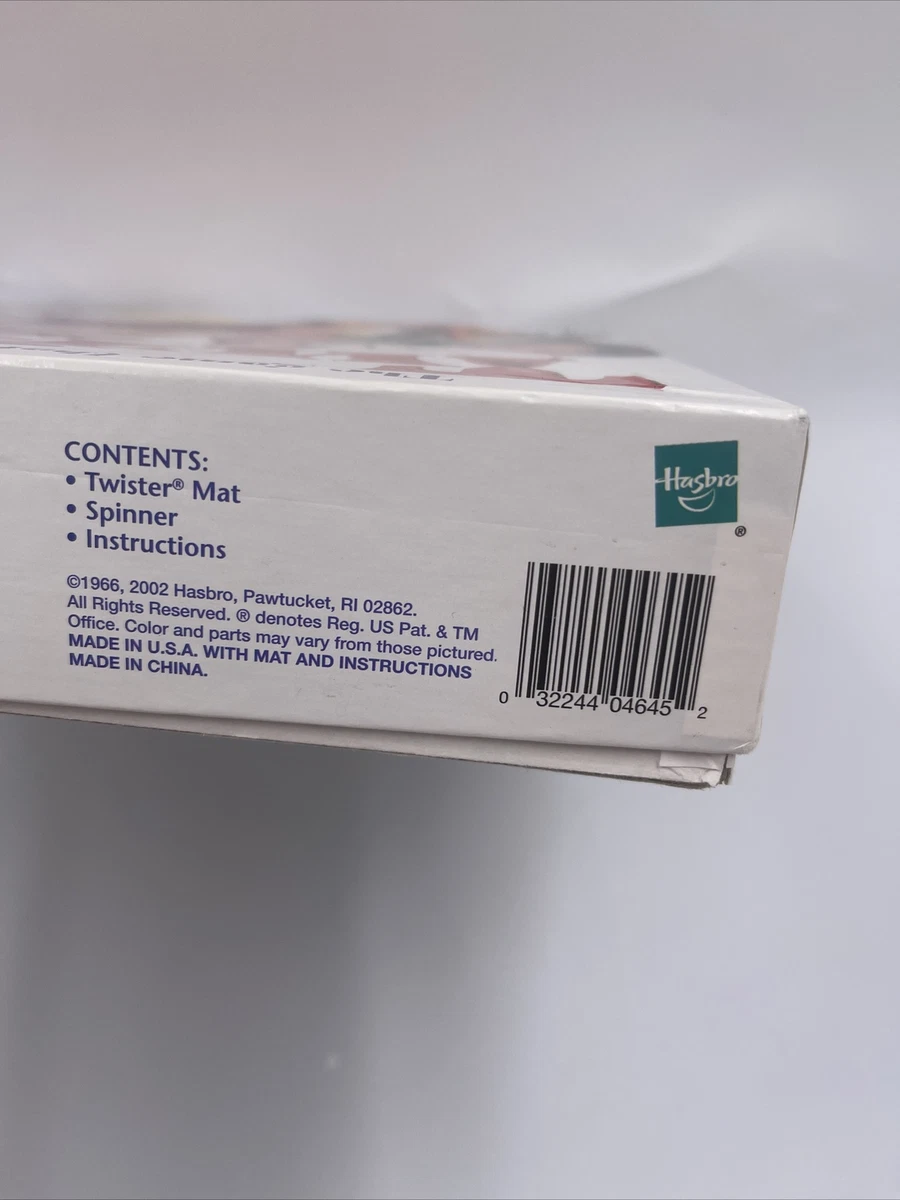 CONTENTS:
• Twister® Mat
• Spinner
• Instructions
©1966, 2002 Hasbro, Pawtucket, RI 02862.
All Rights Reserved. ® denotes Reg. US Pat. & TM
Office. Color and parts may vary from those pictured.
MADE IN U.S.A. WITH MAT AND INSTRUCTIONS
MADE IN CHINA.
Hasbro
®
0 32244 04645 2